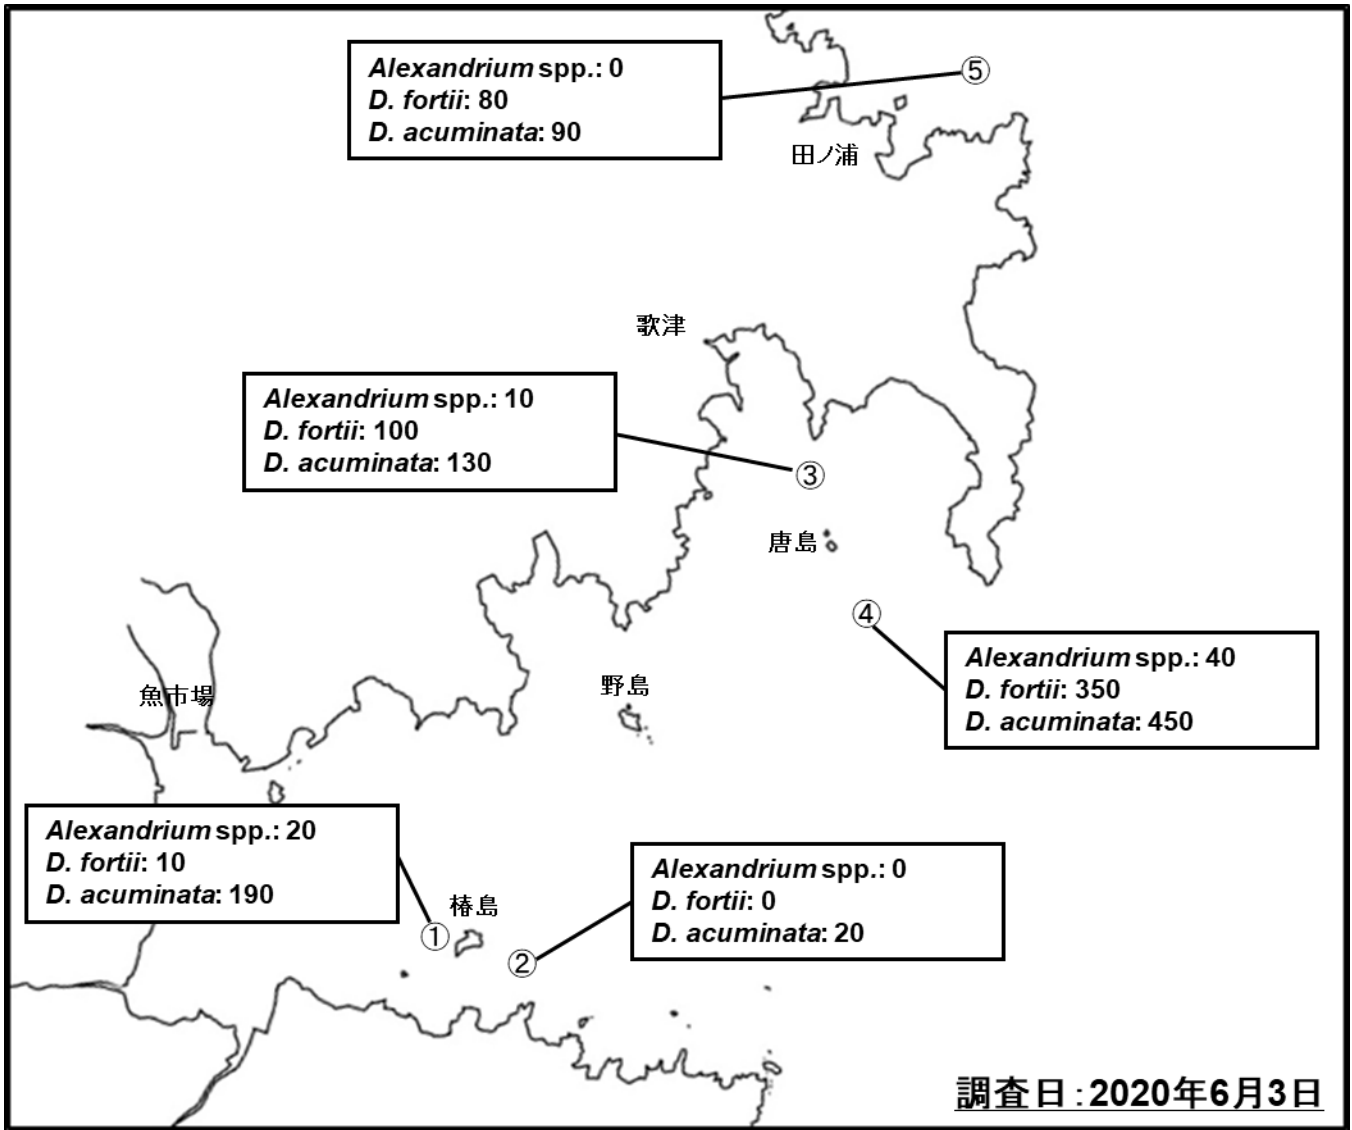 Alexandrium spp.: 0
D. fortii: 80
D. acuminata: 90
⑤
田ノ浦
歌津
Alexandrium spp.: 10
D. fortii: 100
D. acuminata: 130
③
唐島
④
Alexandrium spp.: 40
D. fortii: 350
D. acuminata: 450
魚市場
野島
Alexandrium spp.: 20
D. fortii: 10
D. acuminata: 190
椿島
①
②
Alexandrium spp.: 0
D. fortii: 0
D. acuminata: 20
調査日：2020年6月3日